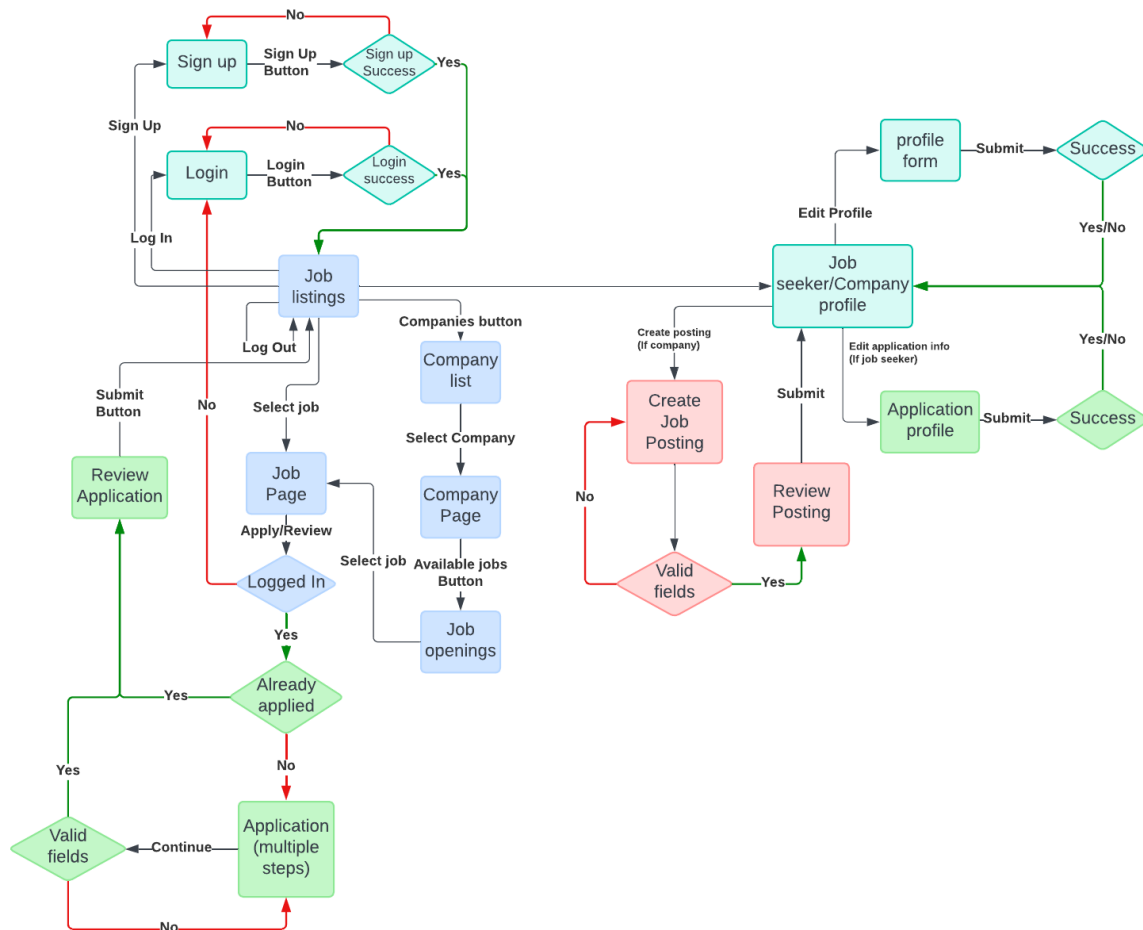 No
Sign up
Sign Up
Button
Sign up
Success
Yes
Sign Up
No
Login
Login
Button
Login
success
Yes
Log In
profile
form
Submit
Success
Edit Profile
Yes/No
Job
listings
Job
seeker/Company
profile
Log Out
Companies button
Create posting
(If company)
Edit application info
(If job seeker)
Yes/No
Company
list
Submit
Button
No
Select job
Submit
Create
Job
Posting
Application
profile
Submit
Success
Select Company
Review
Application
Job
Page
Company
Page
No
Review
Posting
Apply/Review
Select job
Available jobs
Button
Logged In
Valid
fields
Yes
Yes
Job
openings
Already
applied
Yes
Yes
No
Valid
fields
Continue
Application
(multiple
steps)
No